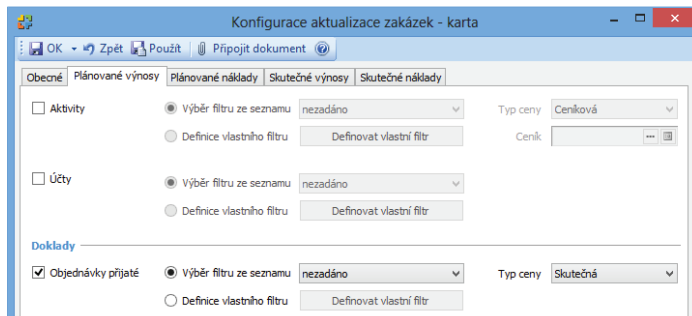 Konfigurace aktualizace zakázek - karta
OK Zpět Použít Připojit dokument
Obecné Plánované výnosy Plánované náklady Skutečné výnosy Skutečné náklady
Aktivity Výběr filtru ze seznamu nezadáno Typ ceny Ceníková
Definice vlastního filtru Definovat vlastní filtr Ceník
Účty Výběr filtru ze seznamu nezadáno
Definice vlastního filtru Definovat vlastní filtr
Doklady
Objednávky přijaté Výběr filtru ze seznamu nezadáno Typ ceny Skutečná
Definice vlastního filtru Definovat vlastní filtr